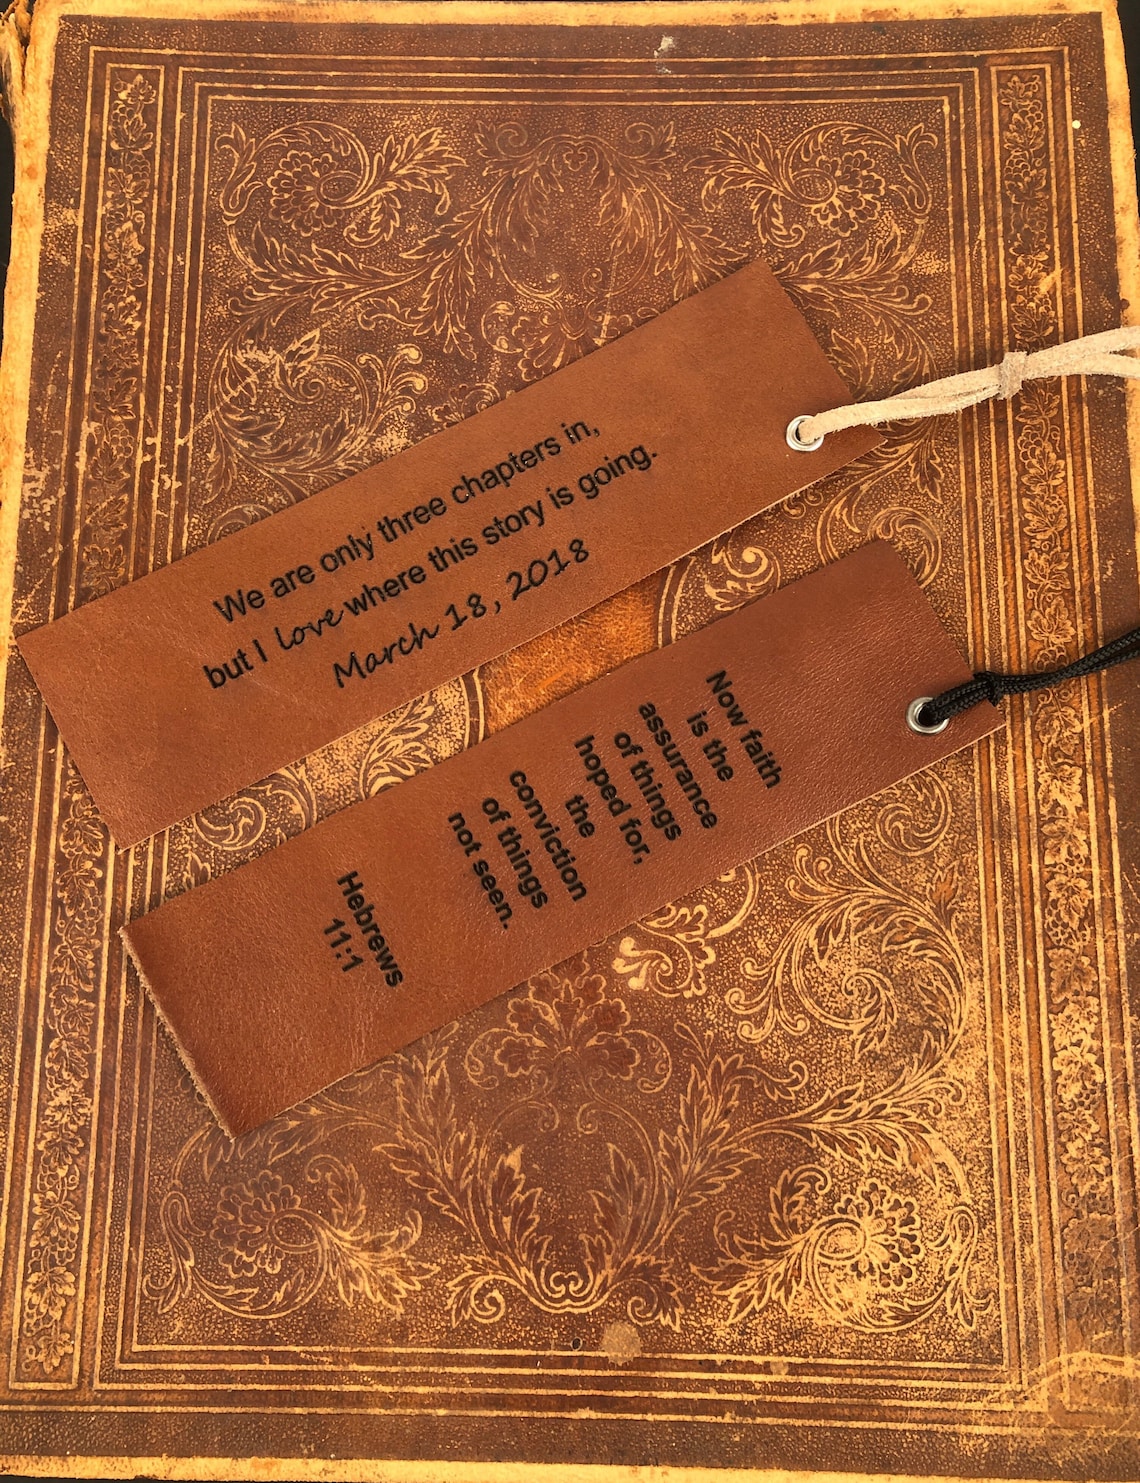 We are only three chapters in,
but I love where this story is going.
March 18, 2018
Now faith
is the
assurance
of things
hoped for,
the
conviction
of things
not seen.
Hebrews
11:1